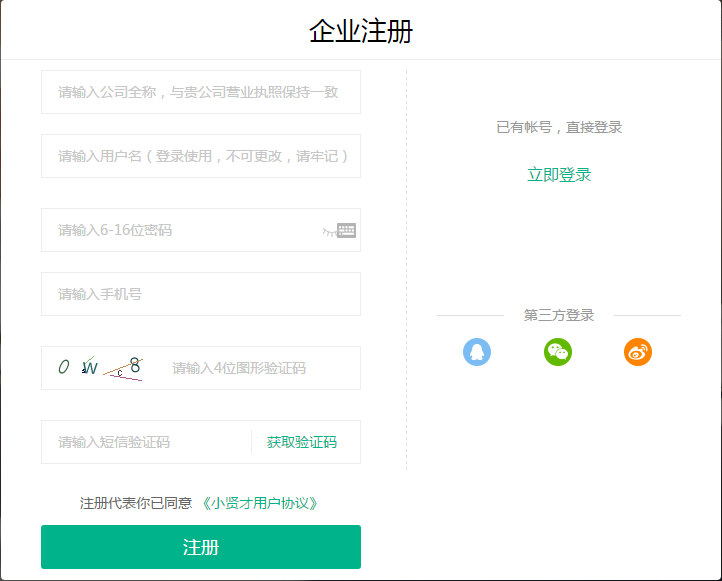 企业注册
请输入公司全称，与贵公司营业执照保持一致
请输入用户名（登录使用，不可更改，请牢记）
请输入6-16位密码
请输入手机号
0 W c 8 请输入4位图形验证码
请输入短信验证码 获取验证码
注册代表你已同意 《小贤才用户协议》
注册
已有帐号，直接登录
立即登录
第三方登录